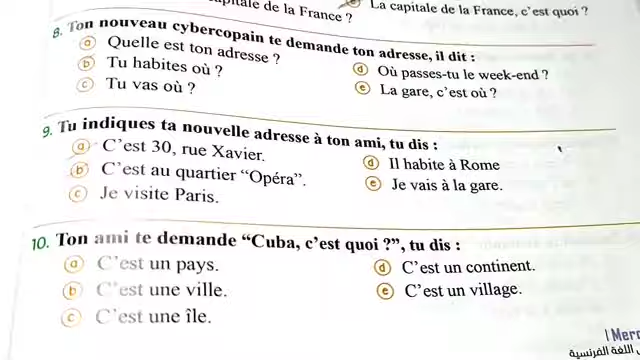 capitale de la France ?
ⓔ La capitale de la France, c'est quoi ?
8. Ton nouveau cybercopain te demande ton adresse, il dit :
ⓐ Quelle est ton adresse ?
ⓑ Tu habites où ?
ⓒ Tu vas où ?
ⓓ Où passes-tu le week-end ?
ⓔ La gare, c'est où ?
9. Tu indiques ta nouvelle adresse à ton ami, tu dis :
ⓐ C'est 30, rue Xavier.
ⓑ C'est au quartier "Opéra".
ⓒ Je visite Paris.
ⓓ Il habite à Rome
ⓔ Je vais à la gare.
10. Ton ami te demande "Cuba, c'est quoi ?", tu dis :
ⓐ C'est un pays.
ⓑ C'est une ville.
ⓒ C'est une île.
ⓓ C'est un continent.
ⓔ C'est un village.
اللغة الفرنسية